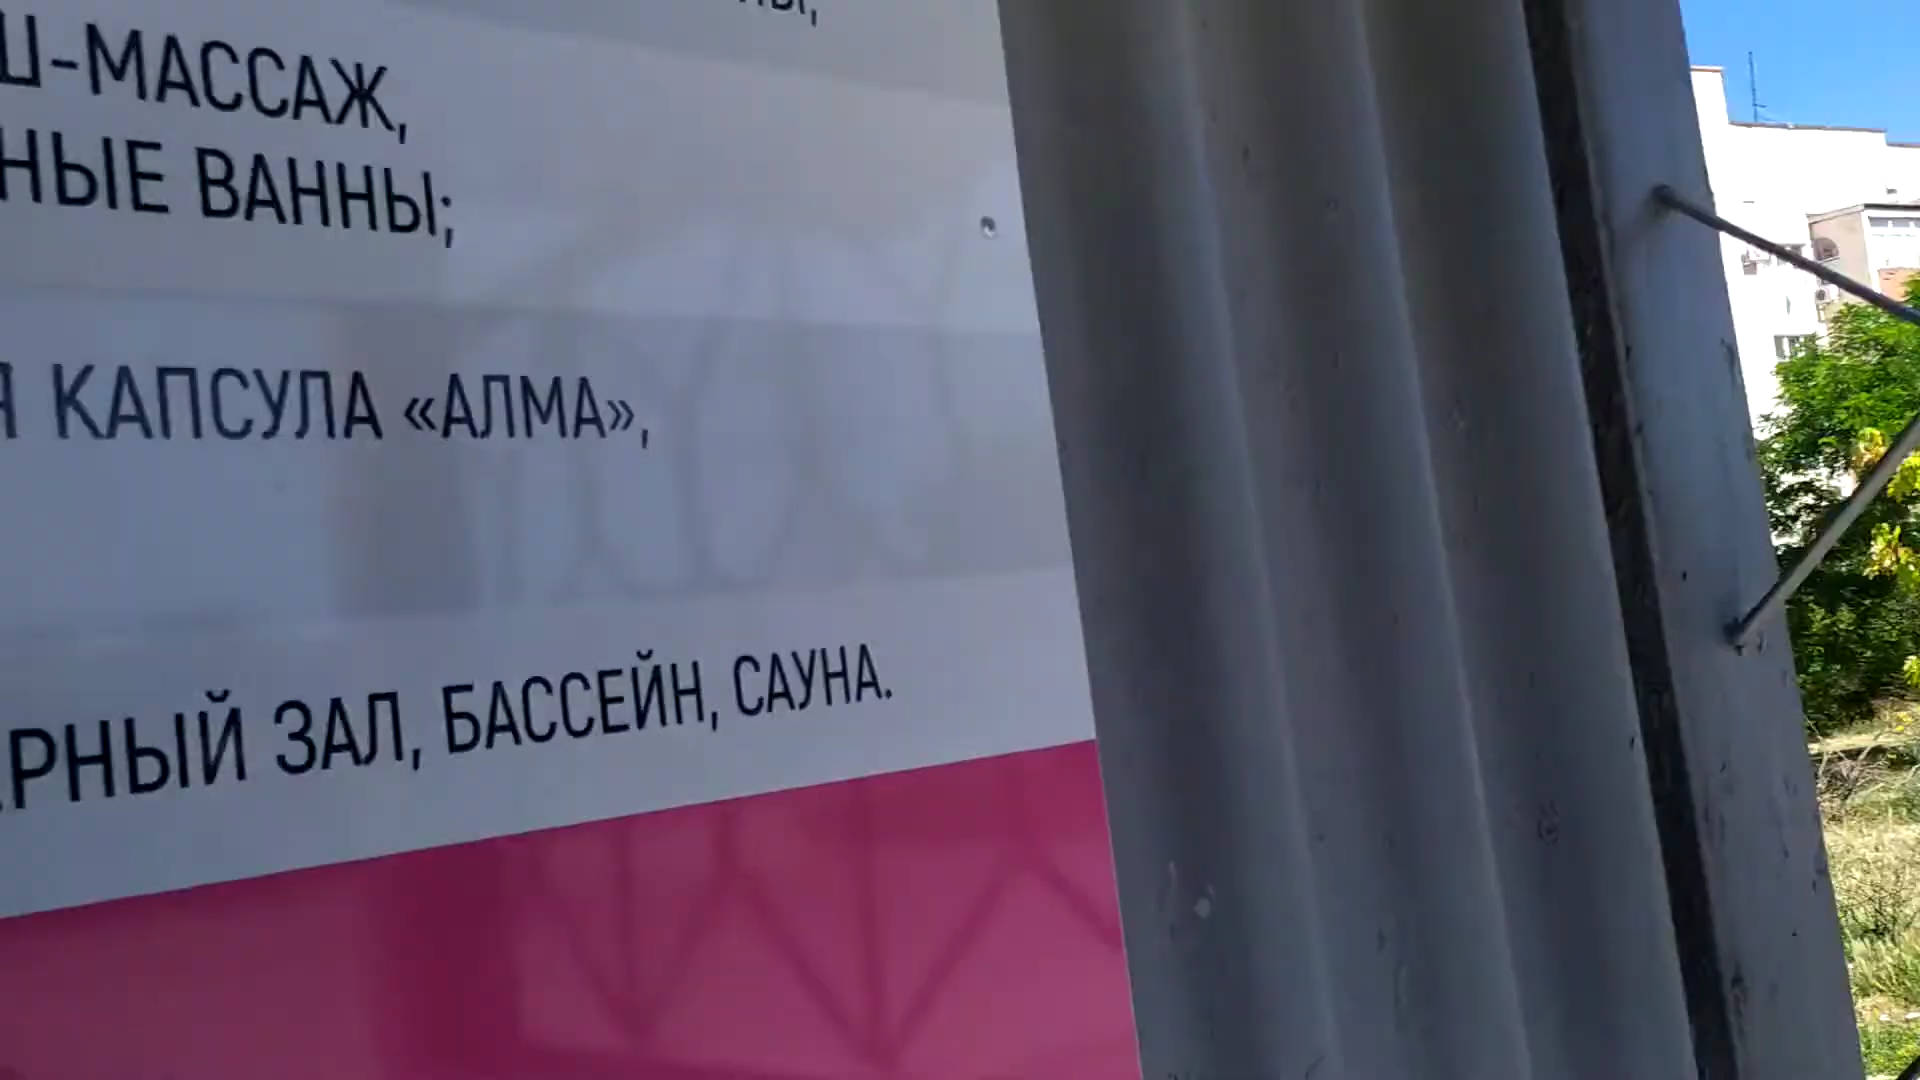 Ш-МАССАЖ,
НЫЕ ВАННЫ;
Я КАПСУЛА «АЛМА»,
РНЫЙ ЗАЛ, БАССЕЙН, САУНА.